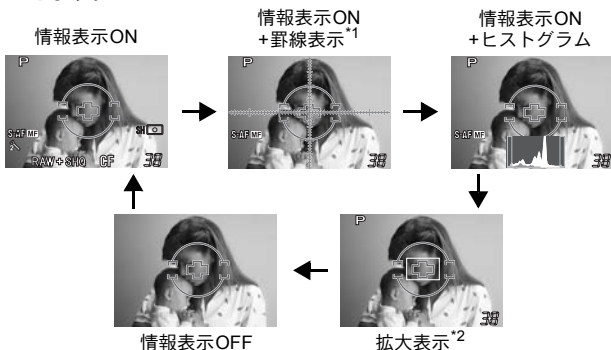 情報表示ON
情報表示ON
+罫線表示*1
情報表示ON
+ヒストグラム
P
S-AF MF
RAW+SHQ CF 38
P
S-AF MF
38
P
S-AF MF
38
P
38
情報表示OFF
拡大表示*2